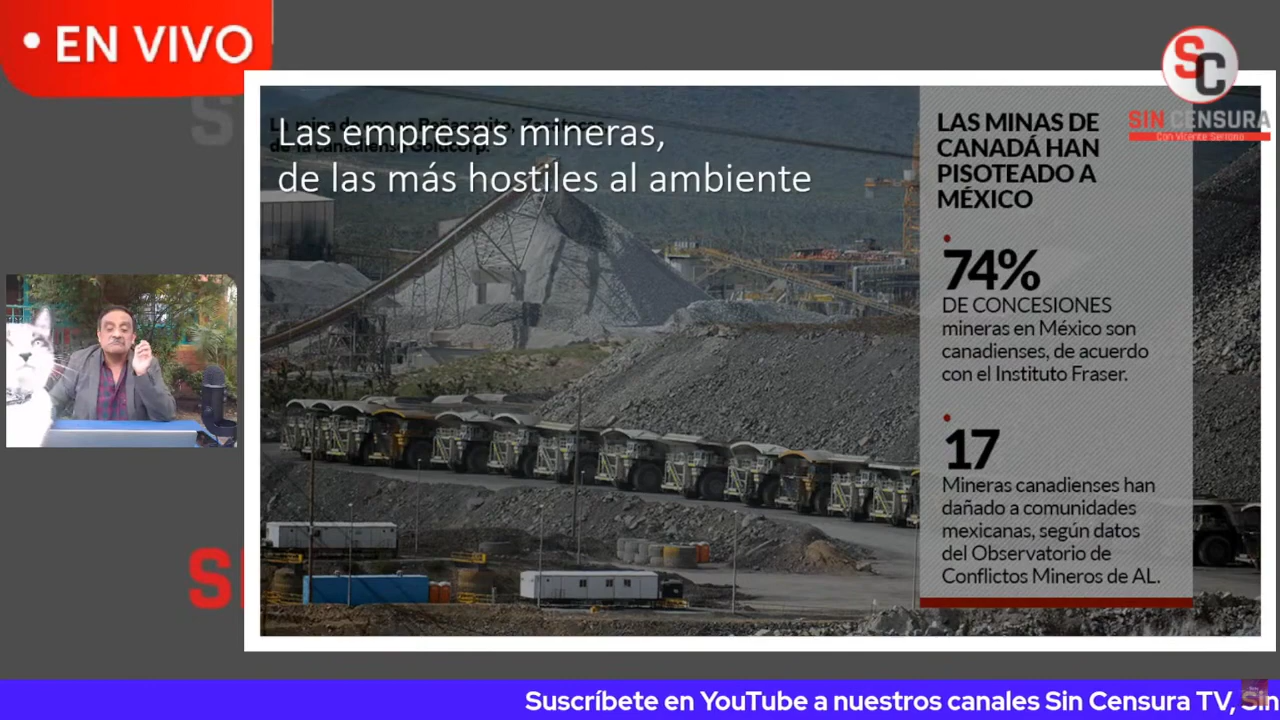 • EN VIVO
Las empresas mineras,
de las más hostiles al ambiente
SC
SIN CENSURA
Con Vicente Serrano
LAS MINAS DE
CANADÁ HAN
PISOTEADO A
MÉXICO
74%
DE CONCESIONES
mineras en México son
canadienses, de acuerdo
con el Instituto Fraser.
17
Mineras canadienses han
dañado a comunidades
mexicanas, según datos
del Observatorio de
Conflictos Mineros de AL.
Suscríbete en YouTube a nuestros canales Sin Censura TV, Sin